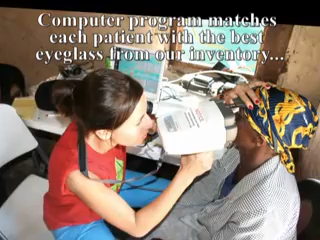 Computer program matches
each patient with the best
eyeglass from our inventory...